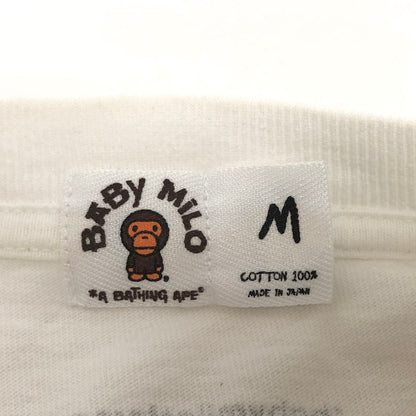 BABY MILO
®
"A BATHING APE"
M
COTTON 100%
MADE IN JAPAN